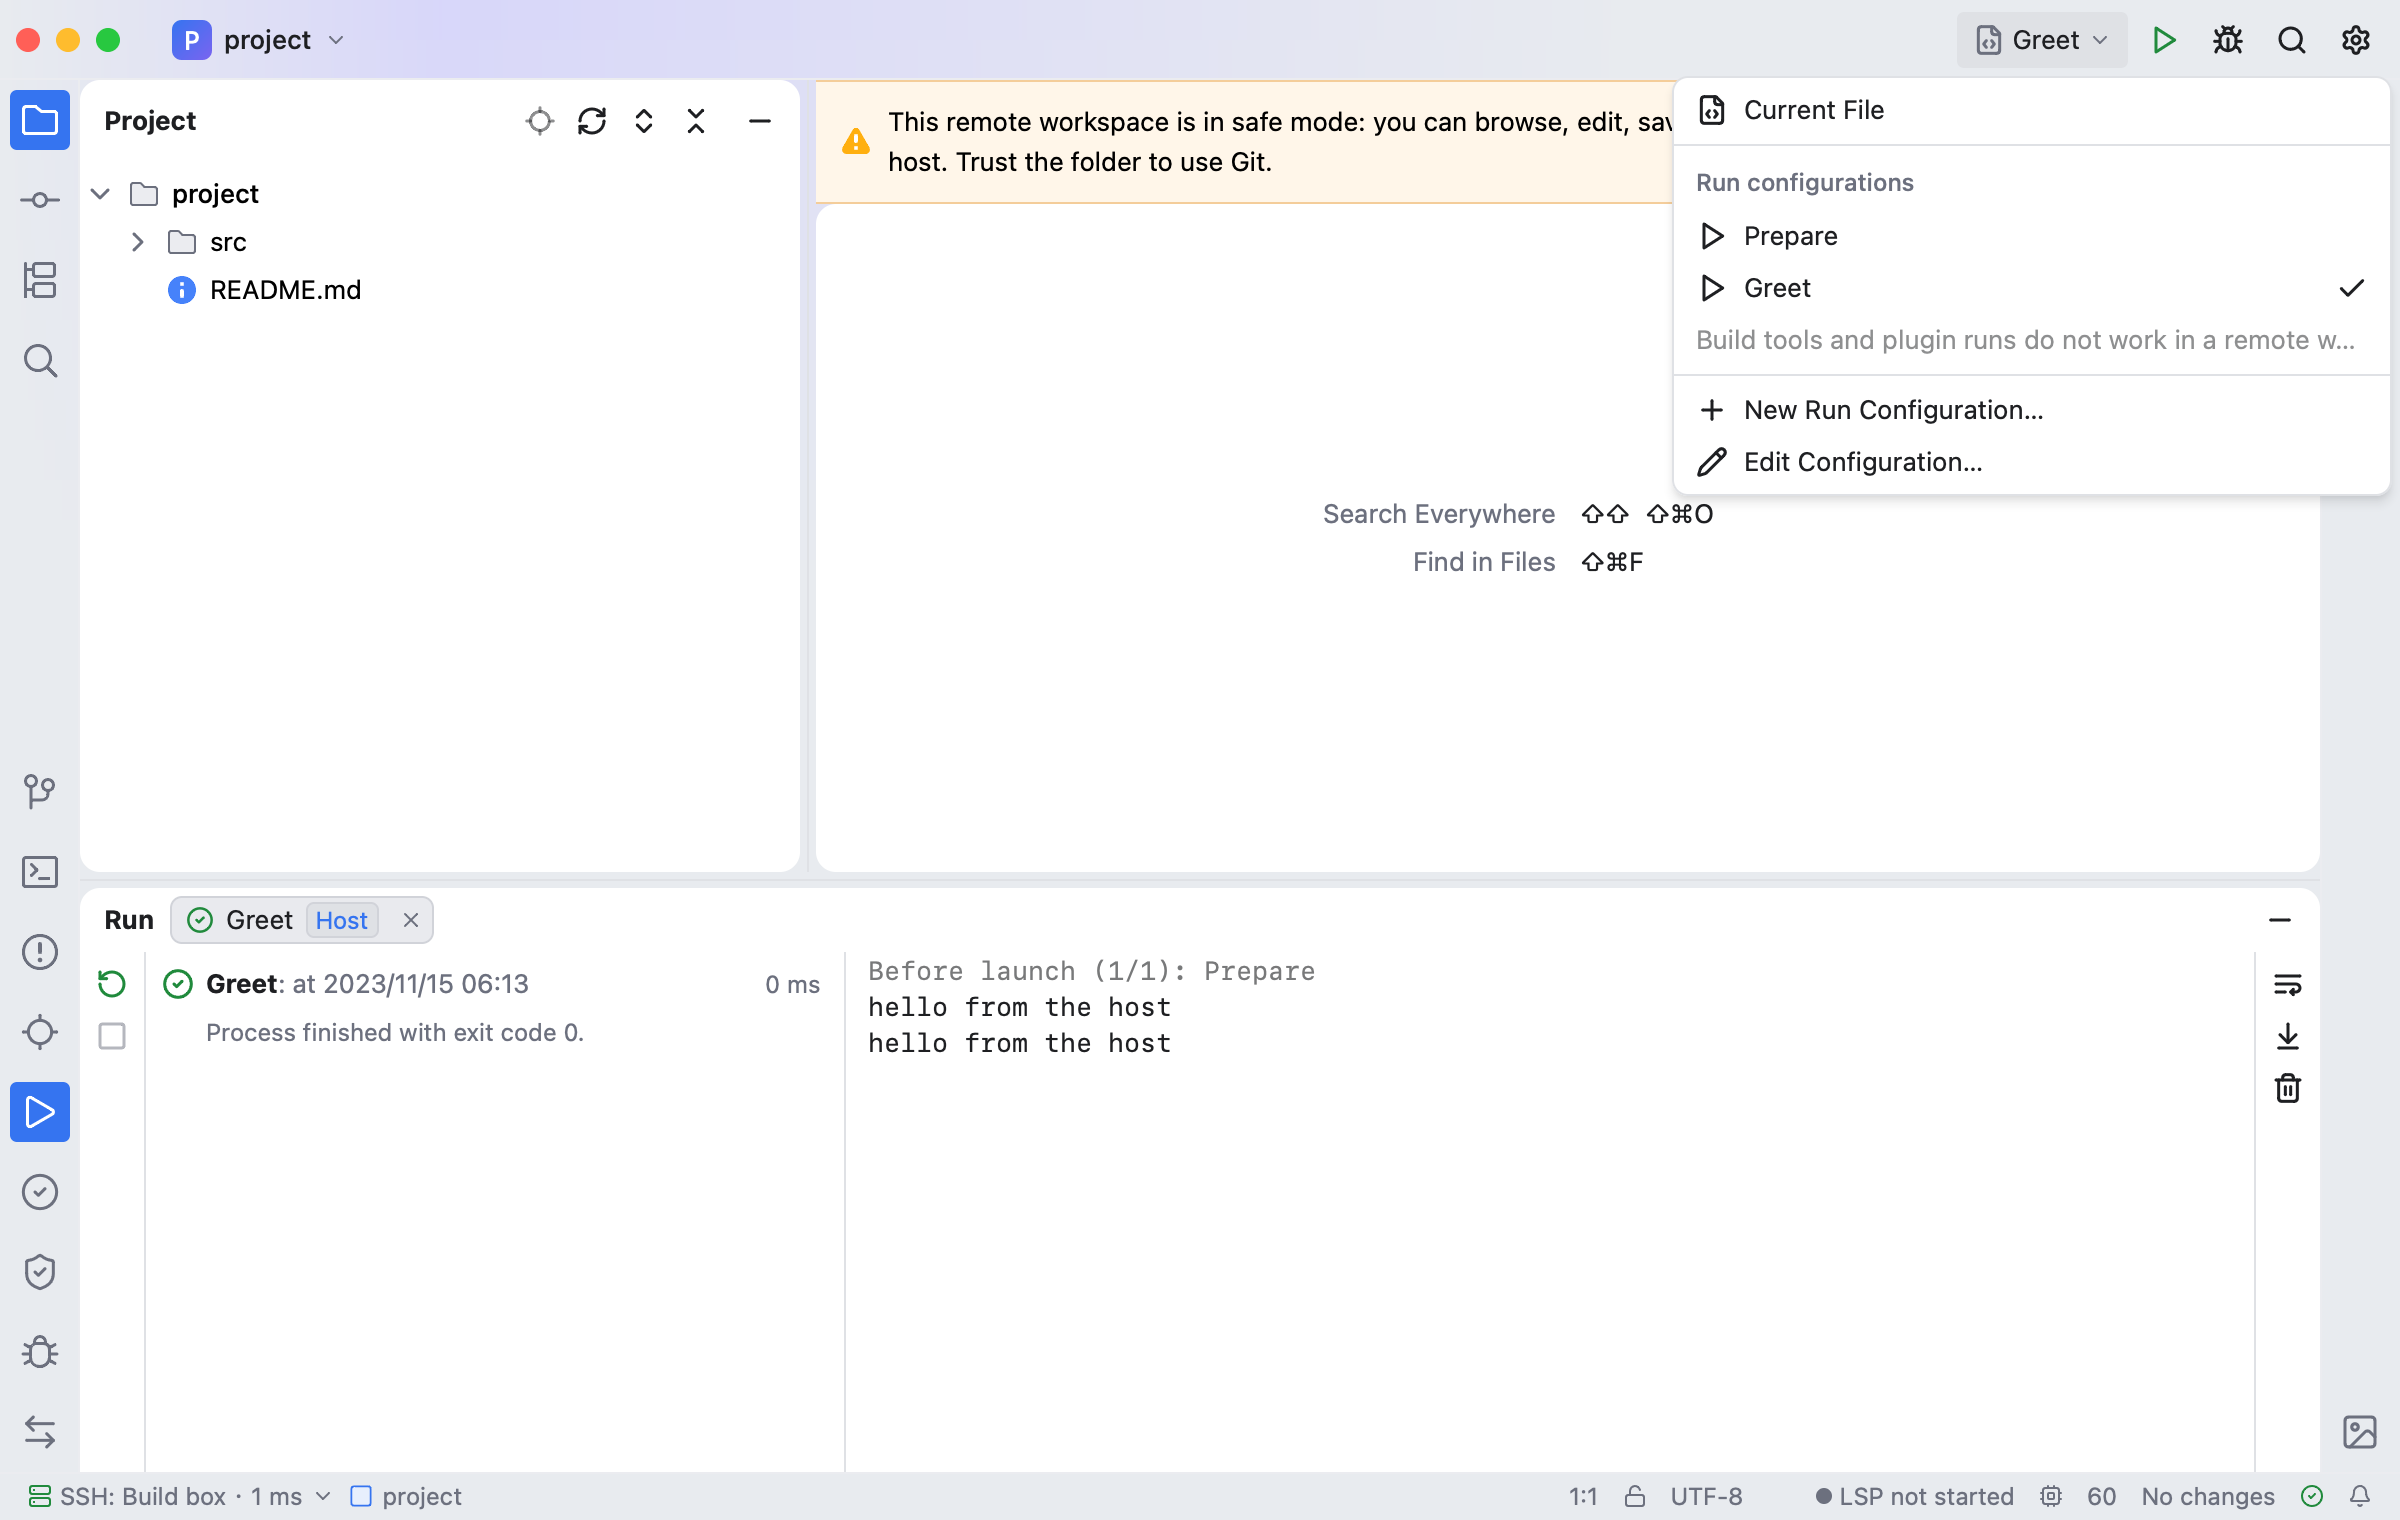 P project
Greet
Project
project
src
README.md
This remote workspace is in safe mode: you can browse, edit, sav
host. Trust the folder to use Git.
Current File
Run configurations
Prepare
Greet
Build tools and plugin runs do not work in a remote w...
New Run Configuration...
Edit Configuration...
Search Everywhere ⇧⇧ ⇧⌘O
Find in Files ⇧⌘F
Run Greet Host
Greet: at 2023/11/15 06:13 0 ms
Process finished with exit code 0.
Before launch (1/1): Prepare
hello from the host
hello from the host
SSH: Build box · 1 ms project
1:1 UTF-8 LSP not started 60 No changes